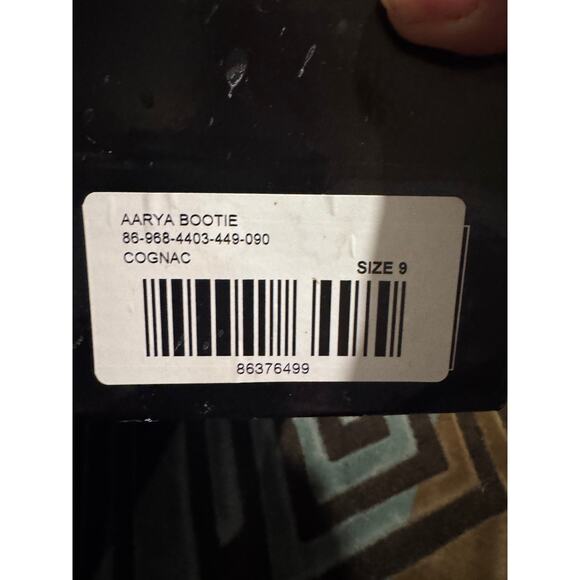 AARYA BOOTIE
86-968-4403-449-090
COGNAC
SIZE 9
86376499